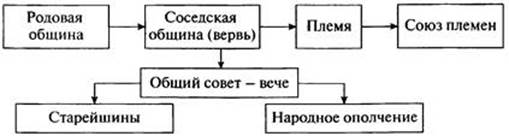 Родовая
община
Соседская
община (вервь)
Племя
Союз племен
Общий совет – вече
Старейшины
Народное ополчение